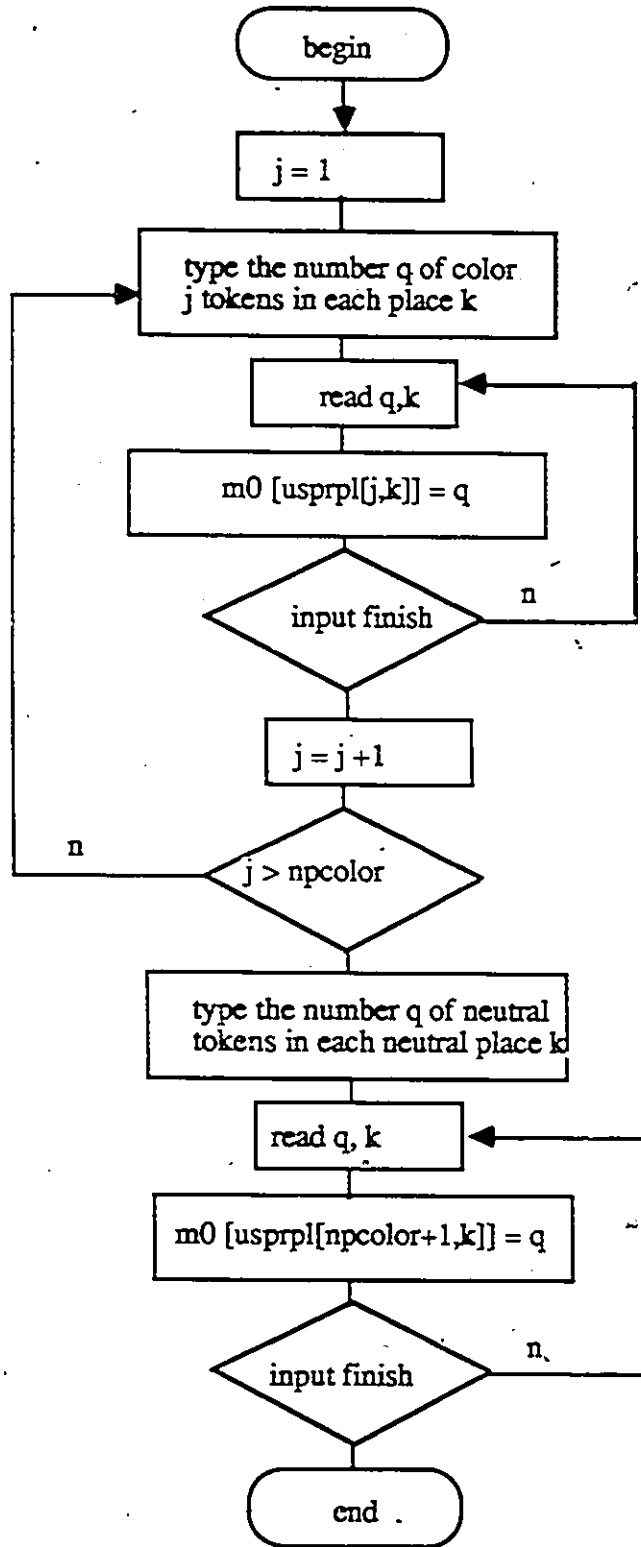 begin
j = 1
type the number q of color
j tokens in each place k
read q,k
m0 [usprpl[j,k]] = q
input finish
n
j = j +1
j > npcolor
n
type the number q of neutral
tokens in each neutral place k
read q, k
m0 [usprpl[npcolor+1,k]] = q
input finish
n
end